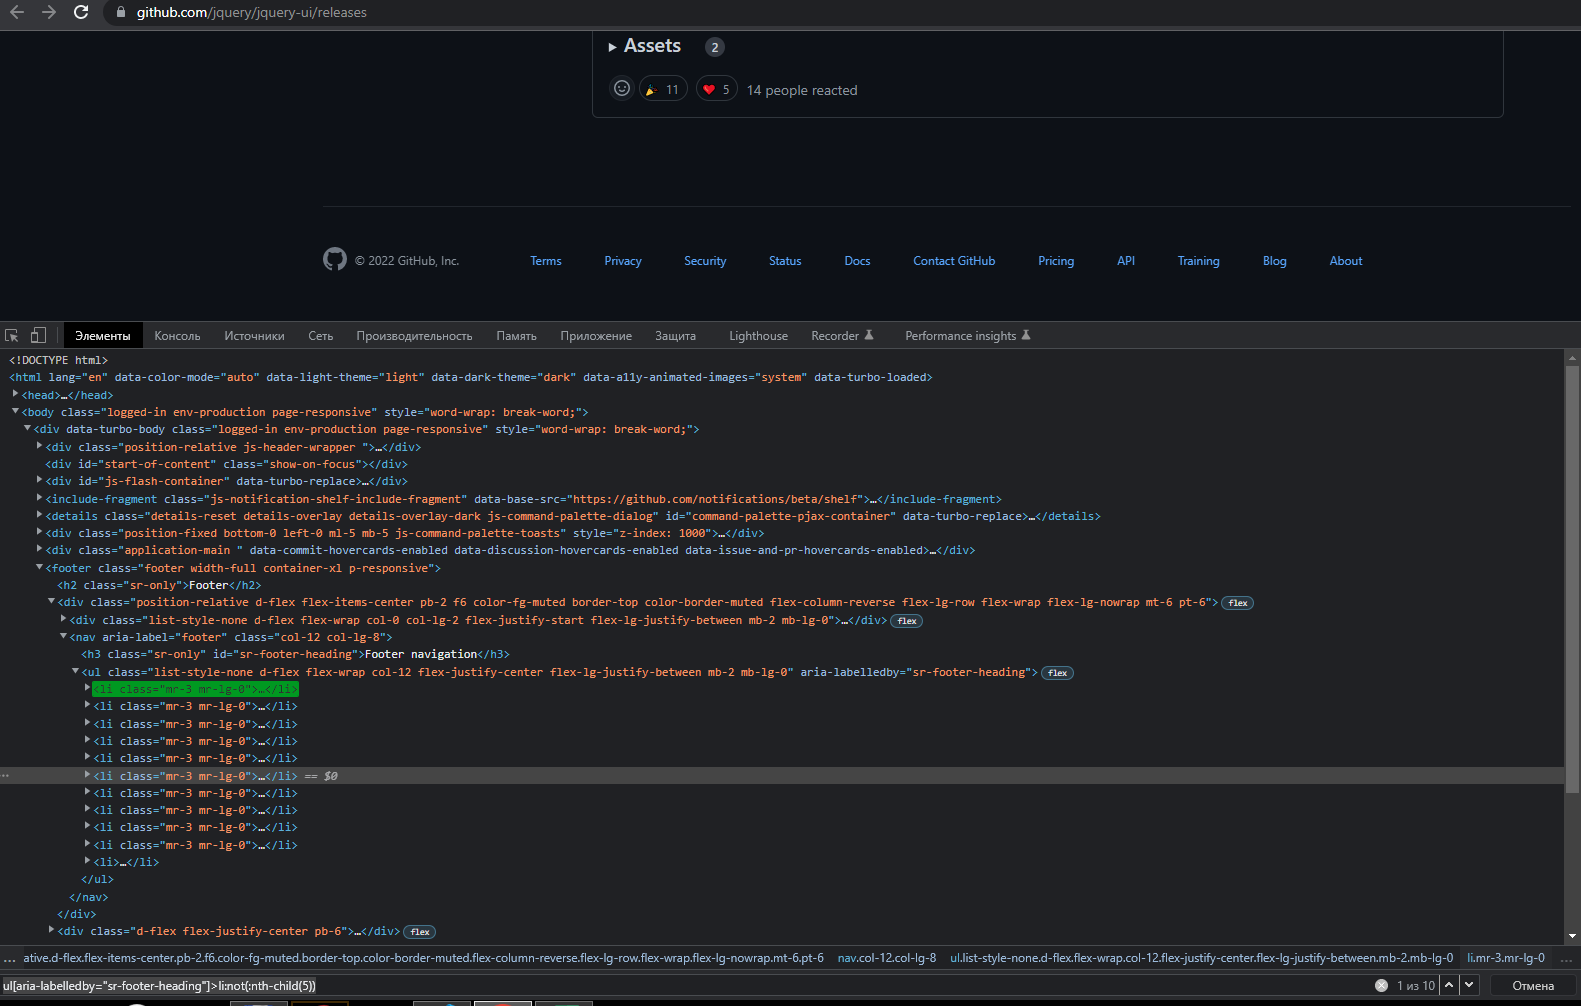 github.com/jquery/jquery-ui/releases
Assets 2
11 5 14 people reacted
© 2022 GitHub, Inc. Terms Privacy Security Status Docs Contact GitHub Pricing API Training Blog About
Элементы Консоль Источники Сеть Производительность Память Приложение Защита Lighthouse Recorder Performance insights
<!DOCTYPE html>
<html lang="en" data-color-mode="auto" data-light-theme="light" data-dark-theme="dark" data-a11y-animated-images="system" data-turbo-loaded>
<head>…</head>
<body class="logged-in env-production page-responsive" style="word-wrap: break-word;">
<div data-turbo-body class="logged-in env-production page-responsive" style="word-wrap: break-word;">
<div class="position-relative js-header-wrapper ">…</div>
<div id="start-of-content" class="show-on-focus"></div>
<div id="js-flash-container" data-turbo-replace>…</div>
<include-fragment class="js-notification-shelf-include-fragment" data-base-src="https://github.com/notifications/beta/shelf">…</include-fragment>
<details class="details-reset details-overlay details-overlay-dark js-command-palette-dialog" id="command-palette-pjax-container" data-turbo-replace>…</details>
<div class="position-fixed bottom-0 left-0 ml-5 mb-5 js-command-palette-toasts" style="z-index: 1000">…</div>
<div class="application-main " data-commit-hovercards-enabled data-discussion-hovercards-enabled data-issue-and-pr-hovercards-enabled>…</div>
<footer class="footer width-full container-xl p-responsive">
<h2 class="sr-only">Footer</h2>
<div class="position-relative d-flex flex-items-center pb-2 f6 color-fg-muted border-top color-border-muted flex-column-reverse flex-lg-row flex-wrap flex-lg-nowrap mt-6 pt-6"> flex
<div class="list-style-none d-flex flex-wrap col-0 col-lg-2 flex-justify-start flex-lg-justify-between mb-2 mb-lg-0">…</div> flex
<nav aria-label="footer" class="col-12 col-lg-8">
<h3 class="sr-only" id="sr-footer-heading">Footer navigation</h3>
<ul class="list-style-none d-flex flex-wrap col-12 flex-justify-center flex-lg-justify-between mb-2 mb-lg-0" aria-labelledby="sr-footer-heading"> flex
<li class="mr-3 mr-lg-0">…</li>
<li class="mr-3 mr-lg-0">…</li>
<li class="mr-3 mr-lg-0">…</li>
<li class="mr-3 mr-lg-0">…</li>
<li class="mr-3 mr-lg-0">…</li>
… <li class="mr-3 mr-lg-0">…</li> == $0
<li class="mr-3 mr-lg-0">…</li>
<li class="mr-3 mr-lg-0">…</li>
<li class="mr-3 mr-lg-0">…</li>
<li class="mr-3 mr-lg-0">…</li>
<li>…</li>
</ul>
</nav>
</div>
<div class="d-flex flex-justify-center pb-6">…</div> flex
… ative.d-flex.flex-items-center.pb-2.f6.color-fg-muted.border-top.color-border-muted.flex-column-reverse.flex-lg-row.flex-wrap.flex-lg-nowrap.mt-6.pt-6 nav.col-12.col-lg-8 ul.list-style-none.d-flex.flex-wrap.col-12.flex-justify-center.flex-lg-justify-between.mb-2.mb-lg-0 li.mr-3.mr-lg-0 …
ul[aria-labelledby="sr-footer-heading"]>li:not(:nth-child(5)) 1 из 10 Отмена